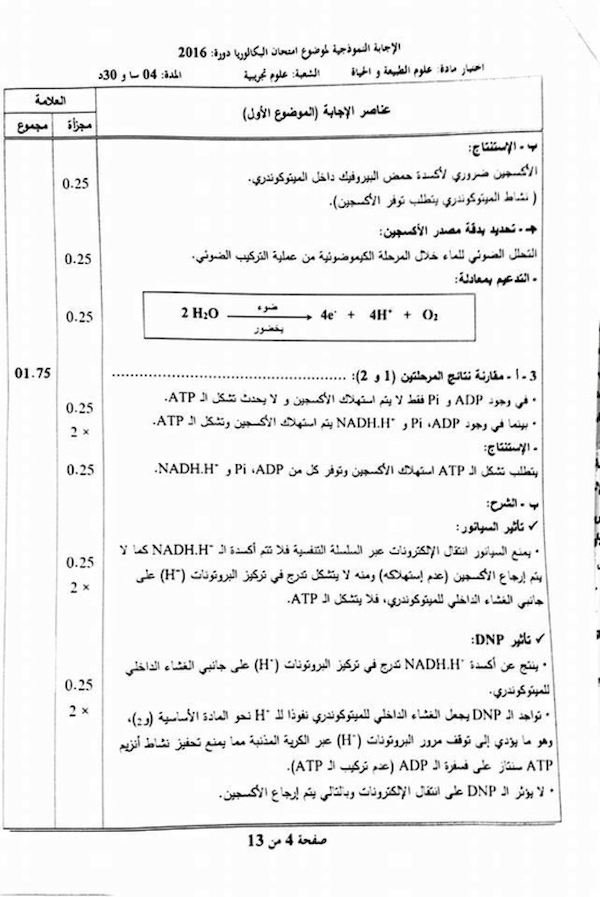 الإجابة النموذجية لموضوع امتحان البكالوريا دورة: 2016
اختبار مادة: علوم الطبيعة و الحياة الشعبة: علوم تجريبية المدة: 04 سا و 30د
العلامة
عناصر الإجابة (الموضوع الأول)
مجزأة مجموع
ب - الإستنتاج:
الأكسجين ضروري لأكسدة حمض البيروفيك داخل الميتوكوندري.
0.25
( نشاط الميتوكوندري يتطلب توفر الأكسجين).
جـ - تحديد بدقة مصدر الأكسجين:
التحلل الضوئي للماء خلال المرحلة الكيموضوئية من عملية التركيب الضوئي.
0.25
- التدعيم بمعادلة:
ضوء
2 H₂O → 4e⁻ + 4H⁺ + O₂
يخضور
0.25
3 - أ - مقارنة نتائج المرحلتين (1 و 2): ............................................
01.75
• في وجود ADP و Pi فقط لا يتم استهلاك الأكسجين و لا يحدث تشكل الـ ATP.
0.25
• بينما في وجود ADP، Pi و NADH.H⁺ يتم استهلاك الأكسجين وتشكل الـ ATP.
2 ×
- الإستنتاج:
يتطلب تشكل الـ ATP استهلاك الأكسجين وتوفر كل من ADP، Pi و NADH.H⁺.
0.25
ب - الشرح:
✓ تأثير السيانور:
• يمنع السيانور انتقال الإلكترونات عبر السلسلة التنفسية فلا تتم أكسدة الـ NADH.H⁺ كما لا
0.25
يتم إرجاع الأكسجين (عدم إستهلاكه) ومنه لا يتشكل تدرج في تركيز البروتونات (H⁺) على
2 ×
جانبي الغشاء الداخلي للميتوكوندري، فلا يتشكل الـ ATP.
✓ تأثير DNP:
• ينتج عن أكسدة NADH.H⁺ تدرج في تركيز البروتونات (H⁺) على جانبي الغشاء الداخلي
0.25
للميتوكوندري.
• تواجد الـ DNP يجعل الغشاء الداخلي للميتوكوندري نفوذا للـ H⁺ نحو المادة الأساسية (و2)،
2 ×
وهو ما يؤدي إلى توقف مرور البروتونات (H⁺) عبر الكرية المذنبة مما يمنع تحفيز نشاط أنزيم
ATP سنتاز على فسفرة الـ ADP (عدم تركيب الـ ATP).
• لا يؤثر الـ DNP على انتقال الإلكترونات وبالتالي يتم إرجاع الأكسجين.
صفحة 4 من 13